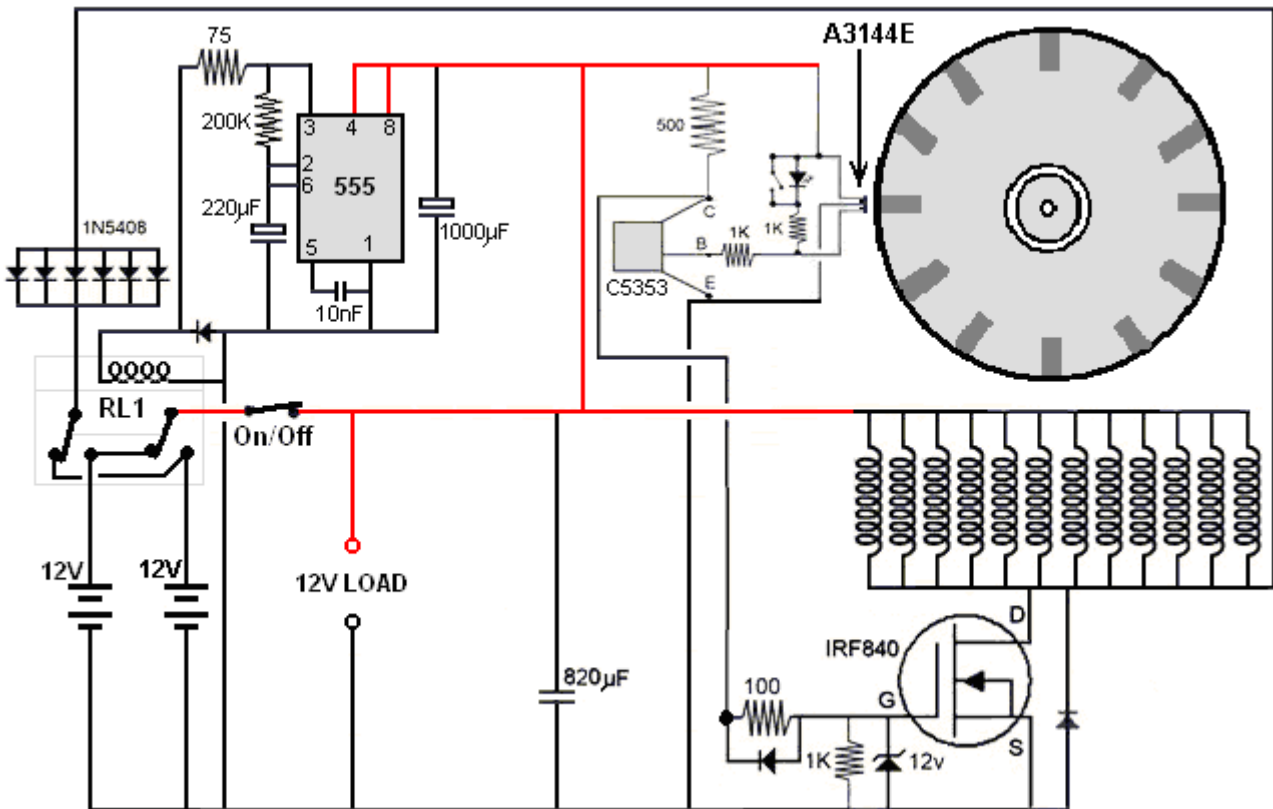 75
A3144E
200K
3 4 8
2
6
555
500
220µF
1000µF
C
1N5408
1K
1K
B
5 1
E
C5353
10nF
RL1
On/Off
12V
12V
12V LOAD
D
IRF840
820µF
100
G
S
1K
12v